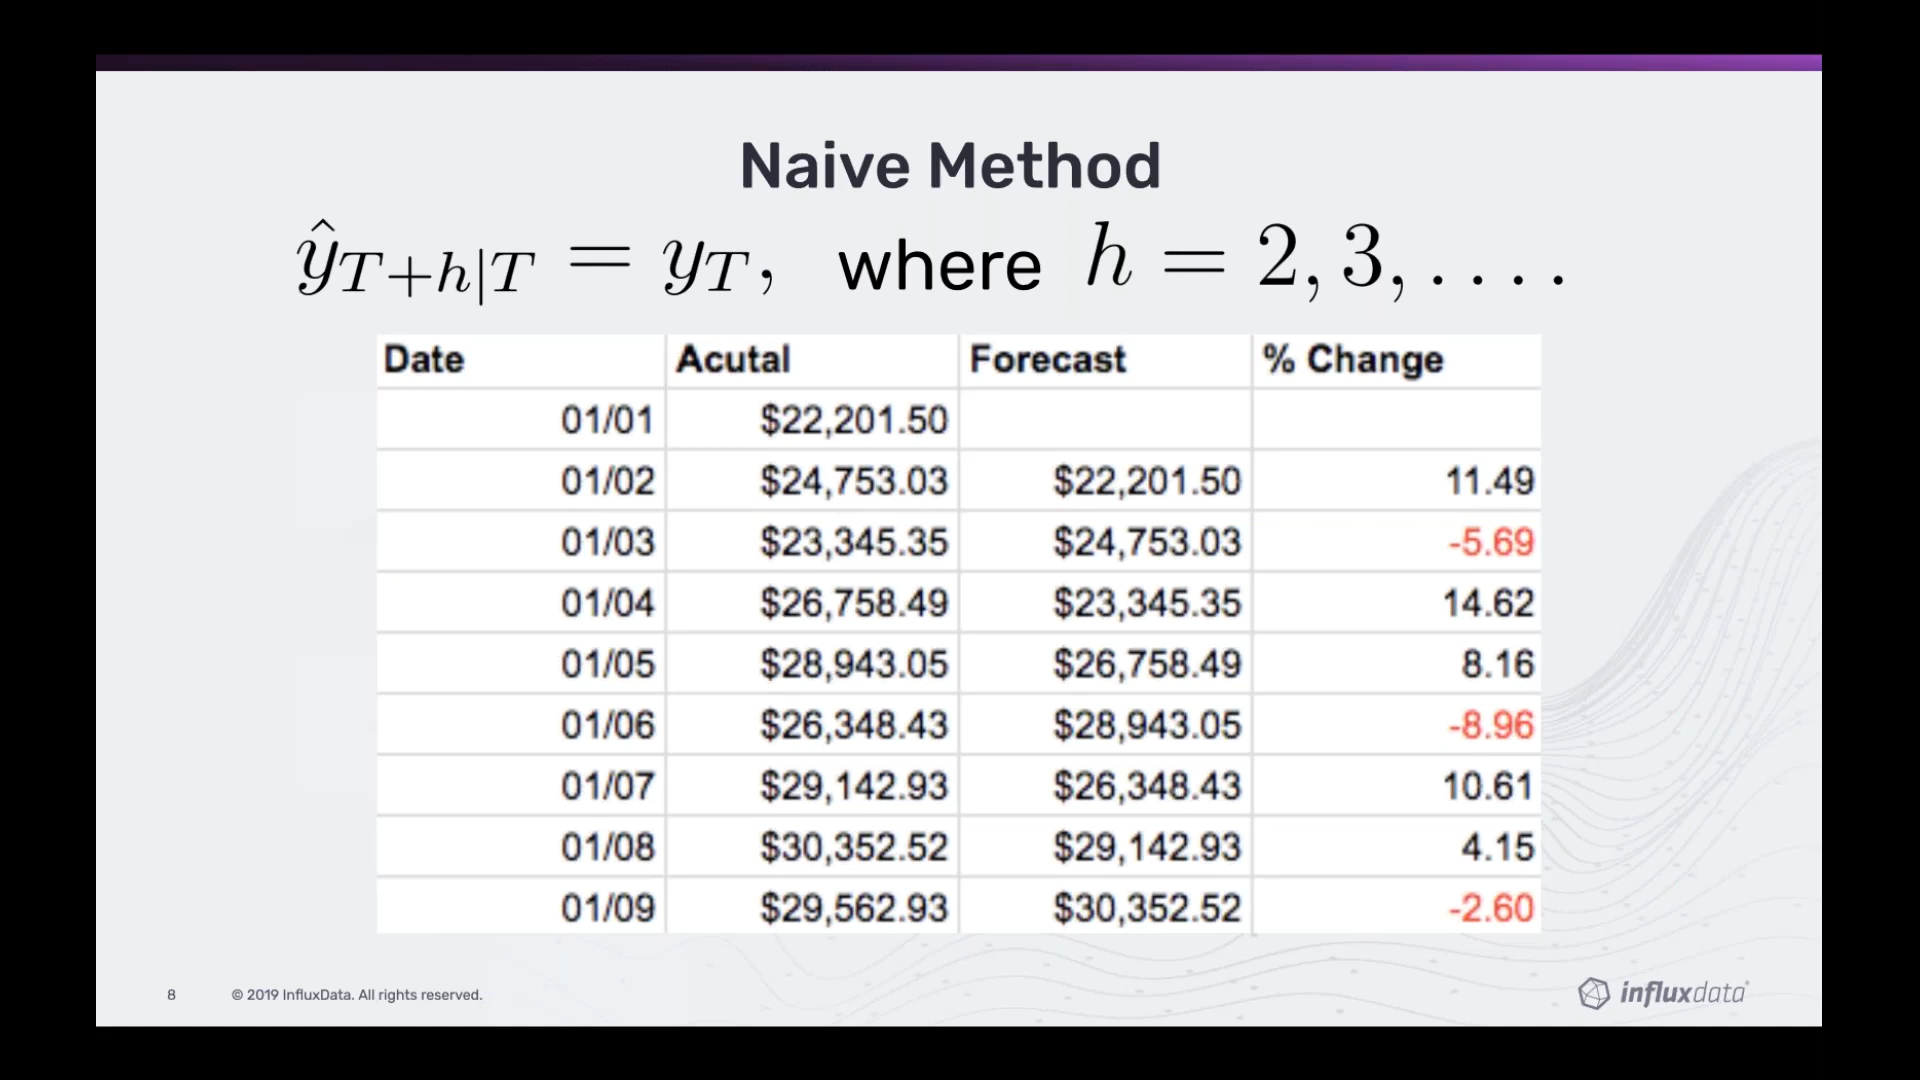 Naive Method
ŷ_{T+h|T} = y_T, where h = 2, 3, . . . .
Date Acutal Forecast % Change
01/01 $22,201.50
01/02 $24,753.03 $22,201.50 11.49
01/03 $23,345.35 $24,753.03 -5.69
01/04 $26,758.49 $23,345.35 14.62
01/05 $28,943.05 $26,758.49 8.16
01/06 $26,348.43 $28,943.05 -8.96
01/07 $29,142.93 $26,348.43 10.61
01/08 $30,352.52 $29,142.93 4.15
01/09 $29,562.93 $30,352.52 -2.60
8 © 2019 InfluxData. All rights reserved. influxdata